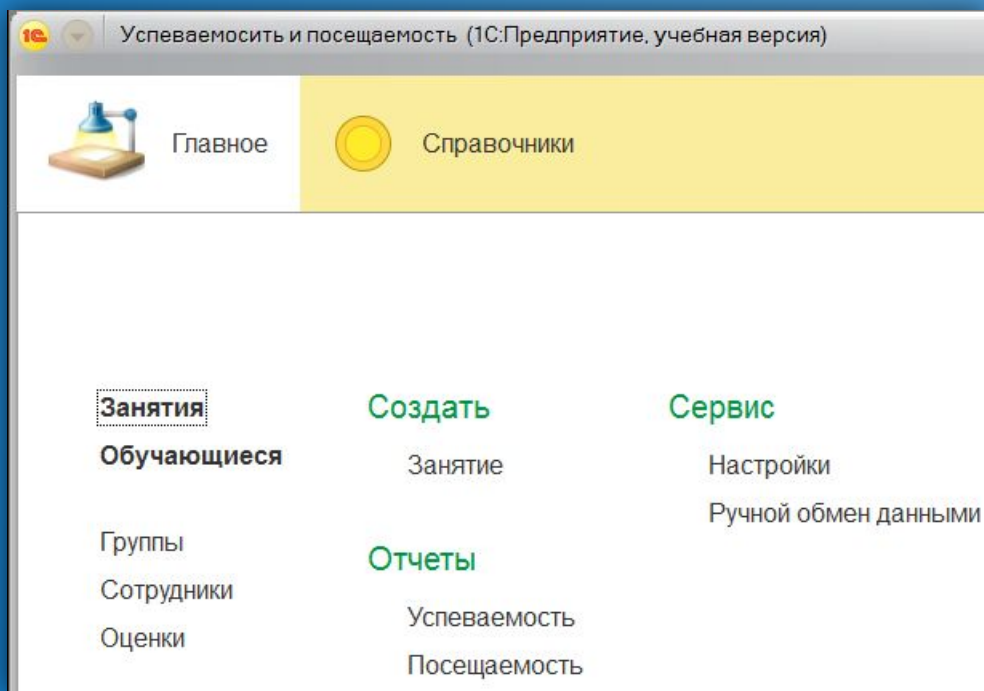 1С Успеваемосить и посещаемость (1С:Предприятие, учебная версия)
Главное
Справочники
Занятия
Обучающиеся
Группы
Сотрудники
Оценки
Создать
Занятие
Отчеты
Успеваемость
Посещаемость
Сервис
Настройки
Ручной обмен данными